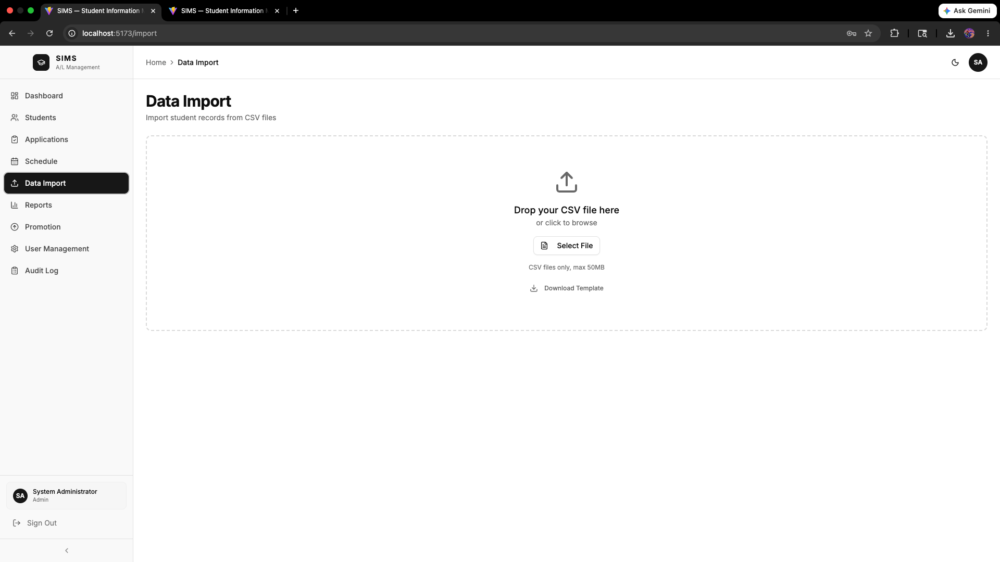 SIMS — Student Information
SIMS — Student Information
Ask Gemini
localhost:5173/import
SIMS
A/L Management
Home > Data Import
SA
Dashboard
Students
Applications
Schedule
Data Import
Reports
Promotion
User Management
Audit Log
Data Import
Import student records from CSV files
Drop your CSV file here
or click to browse
Select File
CSV files only, max 50MB
Download Template
SA
System Administrator
Admin
Sign Out